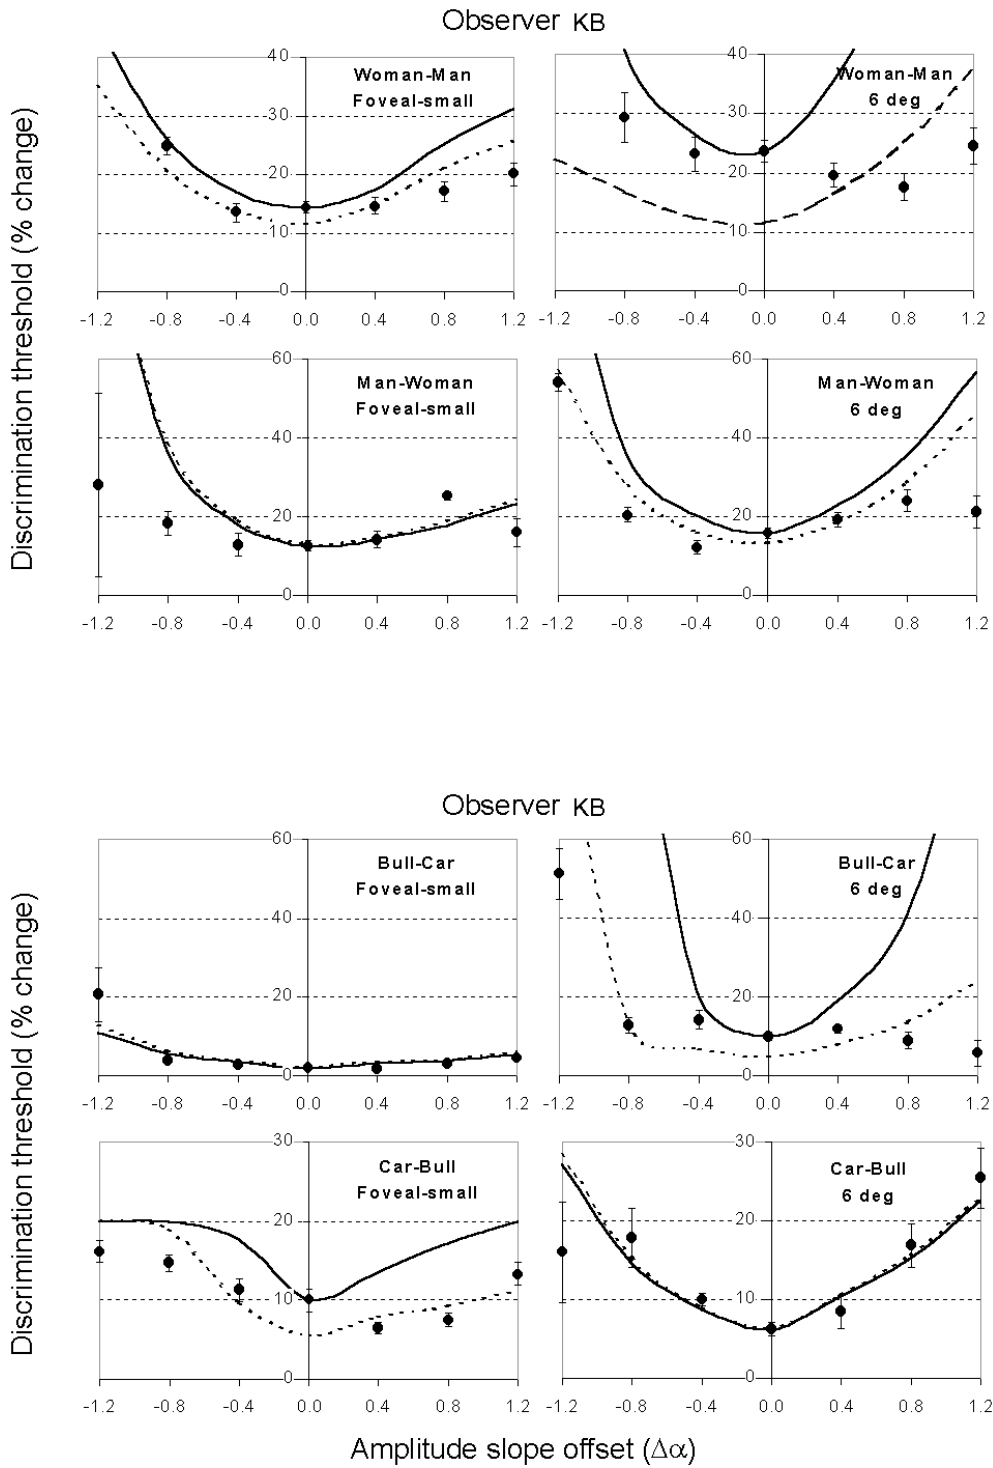 Observer KB
Discrimination threshold (% change)
40
30
20
10
0
Woman-Man
Foveal-small
-1.2 -0.8 -0.4 0.0 0.4 0.8 1.2
40
30
20
10
0
Woman-Man
6 deg
-1.2 -0.8 -0.4 0.0 0.4 0.8 1.2
60
40
20
0
Man-Woman
Foveal-small
-1.2 -0.8 -0.4 0.0 0.4 0.8 1.2
60
40
20
0
Man-Woman
6 deg
-1.2 -0.8 -0.4 0.0 0.4 0.8 1.2
Observer KB
Discrimination threshold (% change)
60
40
20
0
Bull-Car
Foveal-small
-1.2 -0.8 -0.4 0.0 0.4 0.8 1.2
60
40
20
0
Bull-Car
6 deg
-1.2 -0.8 -0.4 0.0 0.4 0.8 1.2
30
20
10
0
Car-Bull
Foveal-small
-1.2 -0.8 -0.4 0.0 0.4 0.8 1.2
30
20
10
0
Car-Bull
6 deg
-1.2 -0.8 -0.4 0.0 0.4 0.8 1.2
Amplitude slope offset (Δα)